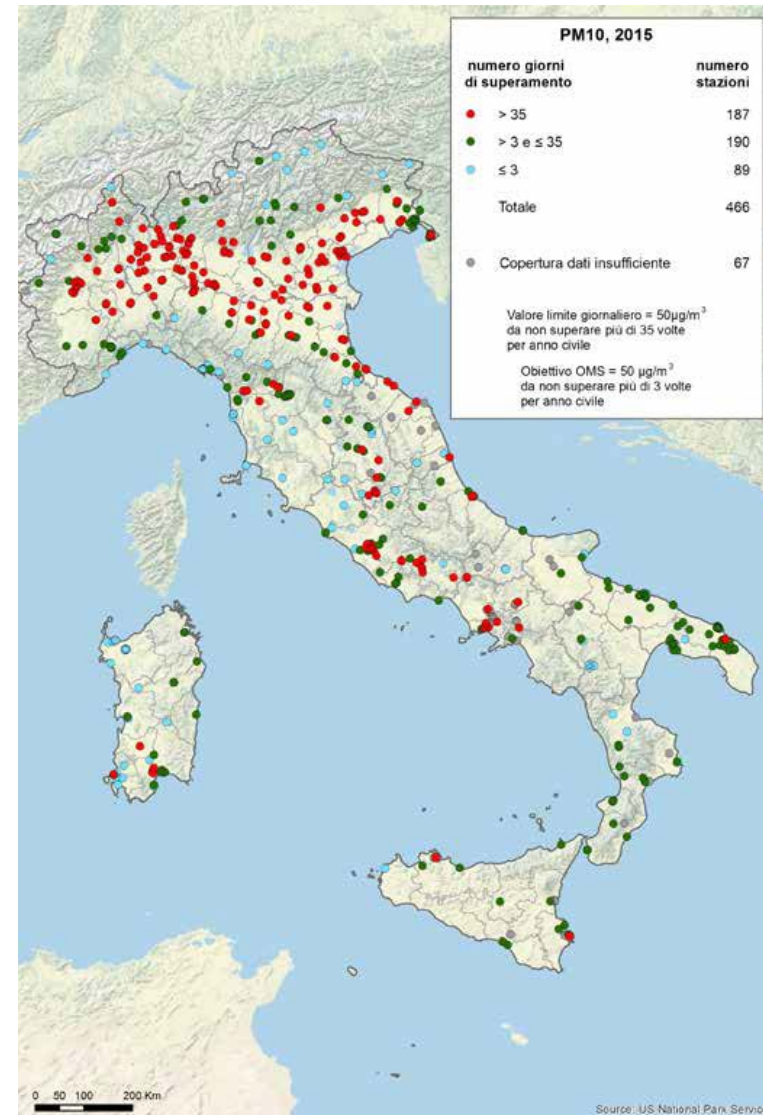 PM10, 2015
numero giorni di superamento numero stazioni
> 35 187
> 3 e ≤ 35 190
≤ 3 89
Totale 466
Copertura dati insufficiente 67
Valore limite giornaliero = 50µg/m³
da non superare più di 35 volte
per anno civile
Obiettivo OMS = 50 µg/m³
da non superare più di 3 volte
per anno civile
0 50 100 200 Km
Source: US National Park Servic